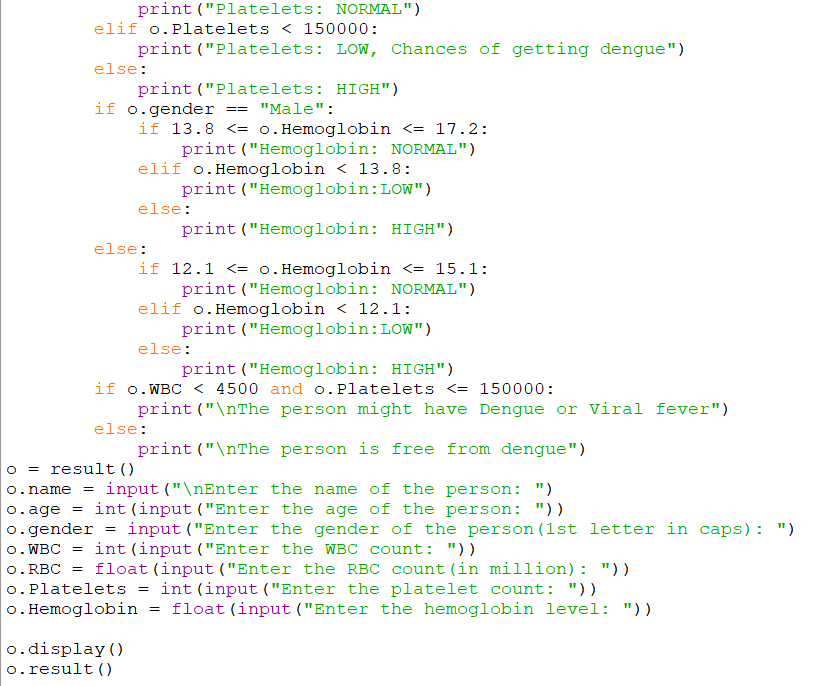 print("Platelets: NORMAL")
        elif o.Platelets < 150000:
            print("Platelets: LOW, Chances of getting dengue")
        else:
            print("Platelets: HIGH")
        if o.gender == "Male":
            if 13.8 <= o.Hemoglobin <= 17.2:
                print("Hemoglobin: NORMAL")
            elif o.Hemoglobin < 13.8:
                print("Hemoglobin:LOW")
            else:
                print("Hemoglobin: HIGH")
        else:
            if 12.1 <= o.Hemoglobin <= 15.1:
                print("Hemoglobin: NORMAL")
            elif o.Hemoglobin < 12.1:
                print("Hemoglobin:LOW")
            else:
                print("Hemoglobin: HIGH")
        if o.WBC < 4500 and o.Platelets <= 150000:
            print("\nThe person might have Dengue or Viral fever")
        else:
            print("\nThe person is free from dengue")
o = result()
o.name = input("\nEnter the name of the person: ")
o.age = int(input("Enter the age of the person: "))
o.gender = input("Enter the gender of the person(1st letter in caps): ")
o.WBC = int(input("Enter the WBC count: "))
o.RBC = float(input("Enter the RBC count(in million): "))
o.Platelets = int(input("Enter the platelet count: "))
o.Hemoglobin = float(input("Enter the hemoglobin level: "))

o.display()
o.result()